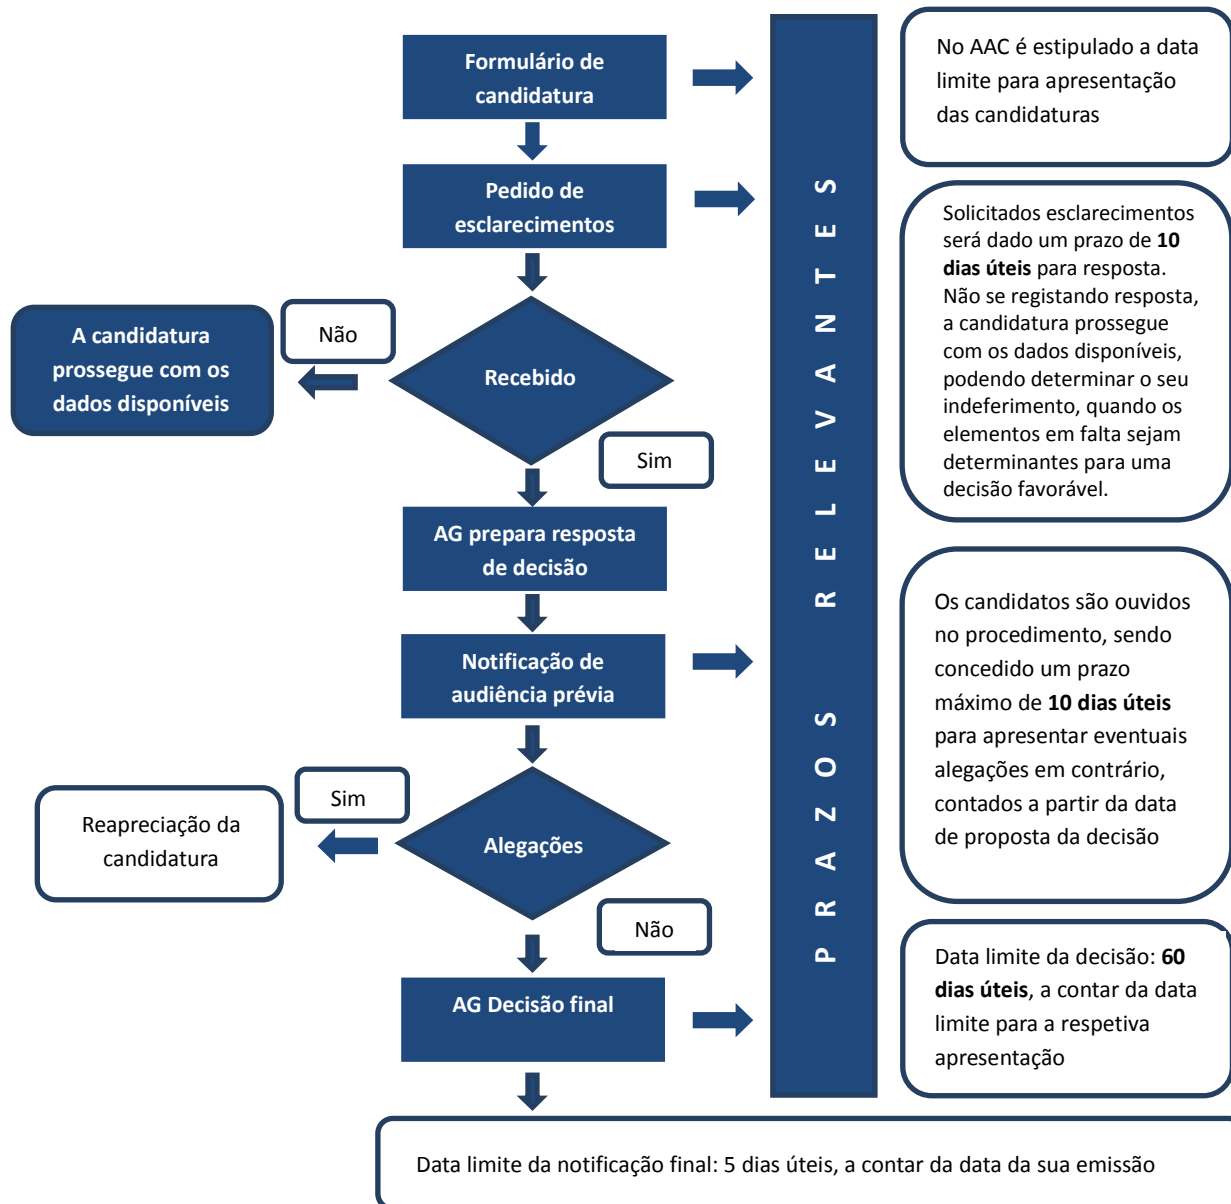 Formulário de
candidatura
No AAC é estipulado a data
limite para apresentação
das candidaturas
Pedido de
esclarecimentos
Solicitados esclarecimentos
será dado um prazo de 10
dias úteis para resposta.
Não se registando resposta,
a candidatura prossegue
com os dados disponíveis,
podendo determinar o seu
indeferimento, quando os
elementos em falta sejam
determinantes para uma
decisão favorável.
Recebido
Não
A candidatura
prossegue com os
dados disponíveis
Sim
AG prepara resposta
de decisão
Notificação de
audiência prévia
Os candidatos são ouvidos
no procedimento, sendo
concedido um prazo
máximo de 10 dias úteis
para apresentar eventuais
alegações em contrário,
contados a partir da data
de proposta da decisão
Alegações
Sim
Reapreciação da
candidatura
Não
AG Decisão final
Data limite da decisão: 60
dias úteis, a contar da data
limite para a respetiva
apresentação
PRAZOS RELEVANTES
Data limite da notificação final: 5 dias úteis, a contar da data da sua emissão